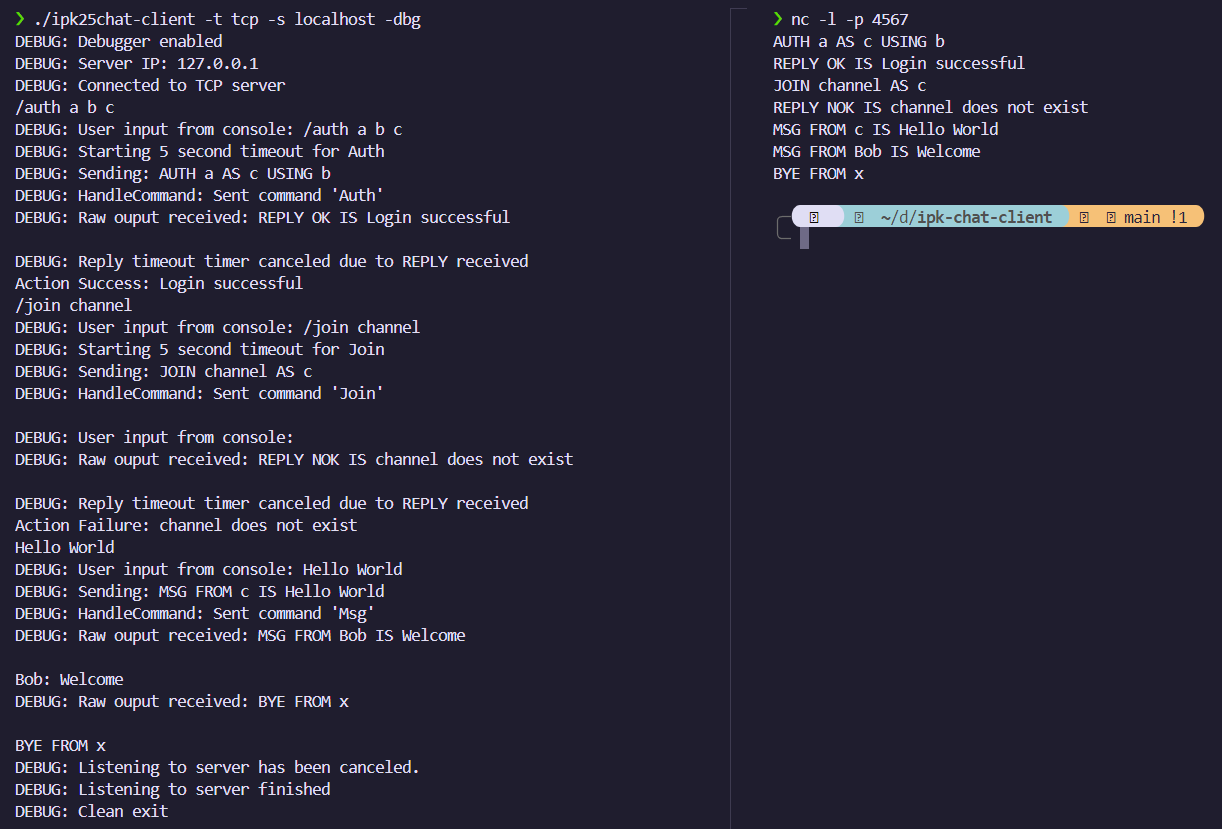 ❯ ./ipk25chat-client -t tcp -s localhost -dbg
DEBUG: Debugger enabled
DEBUG: Server IP: 127.0.0.1
DEBUG: Connected to TCP server
/auth a b c
DEBUG: User input from console: /auth a b c
DEBUG: Starting 5 second timeout for Auth
DEBUG: Sending: AUTH a AS c USING b
DEBUG: HandleCommand: Sent command 'Auth'
DEBUG: Raw ouput received: REPLY OK IS Login successful
DEBUG: Reply timeout timer canceled due to REPLY received
Action Success: Login successful
/join channel
DEBUG: User input from console: /join channel
DEBUG: Starting 5 second timeout for Join
DEBUG: Sending: JOIN channel AS c
DEBUG: HandleCommand: Sent command 'Join'
DEBUG: User input from console:
DEBUG: Raw ouput received: REPLY NOK IS channel does not exist
DEBUG: Reply timeout timer canceled due to REPLY received
Action Failure: channel does not exist
Hello World
DEBUG: User input from console: Hello World
DEBUG: Sending: MSG FROM c IS Hello World
DEBUG: HandleCommand: Sent command 'Msg'
DEBUG: Raw ouput received: MSG FROM Bob IS Welcome
Bob: Welcome
DEBUG: Raw ouput received: BYE FROM x
BYE FROM x
DEBUG: Listening to server has been canceled.
DEBUG: Listening to server finished
DEBUG: Clean exit
❯ nc -l -p 4567
AUTH a AS c USING b
REPLY OK IS Login successful
JOIN channel AS c
REPLY NOK IS channel does not exist
MSG FROM c IS Hello World
MSG FROM Bob IS Welcome
BYE FROM x
~/d/ipk-chat-client main !1